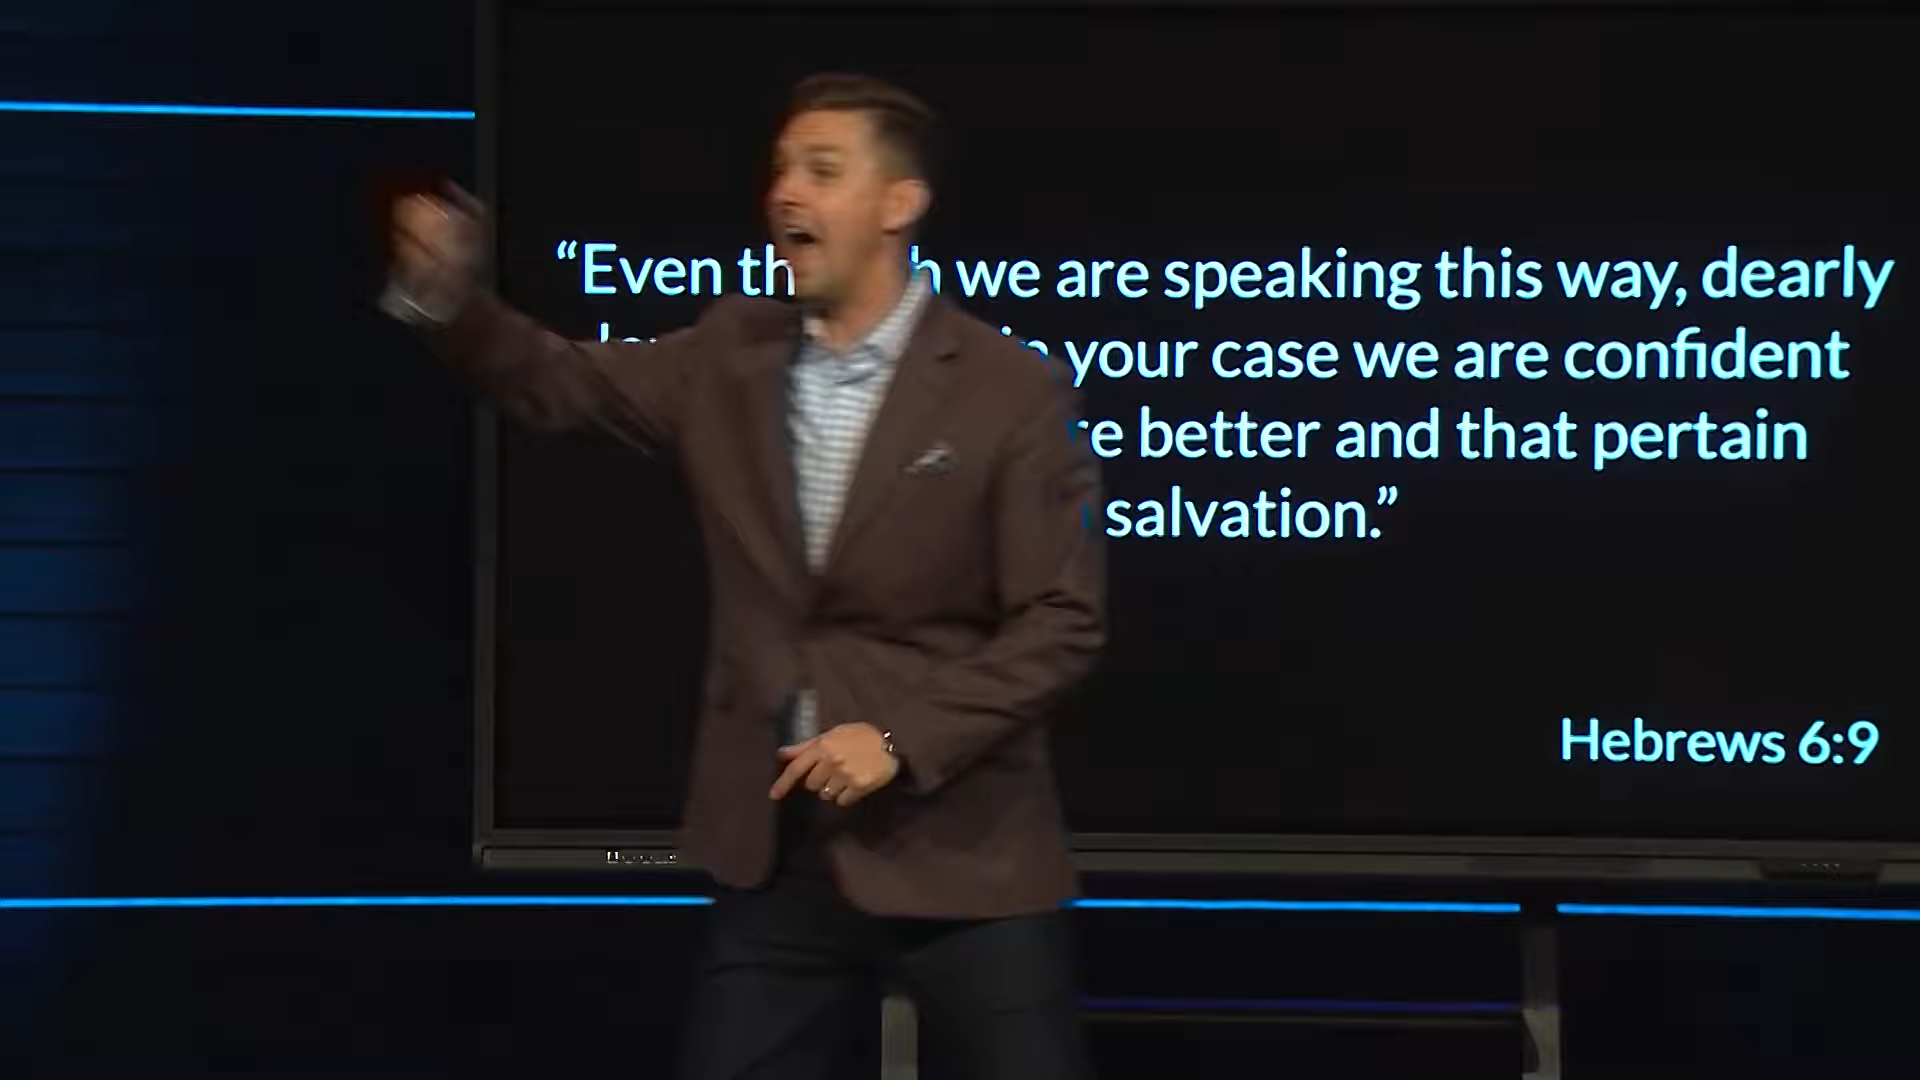 “Even we are speaking this way, dearly
your case we are confident
better and that pertain
salvation.”
Hebrews 6:9